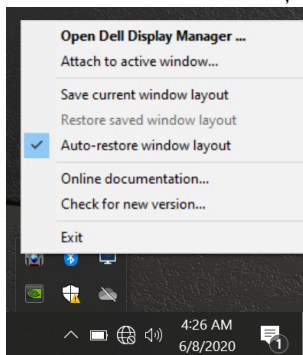 Open Dell Display Manager ...
Attach to active window...
Save current window layout
Restore saved window layout
Auto-restore window layout
Online documentation...
Check for new version...
Exit
4:26 AM
6/8/2020
1